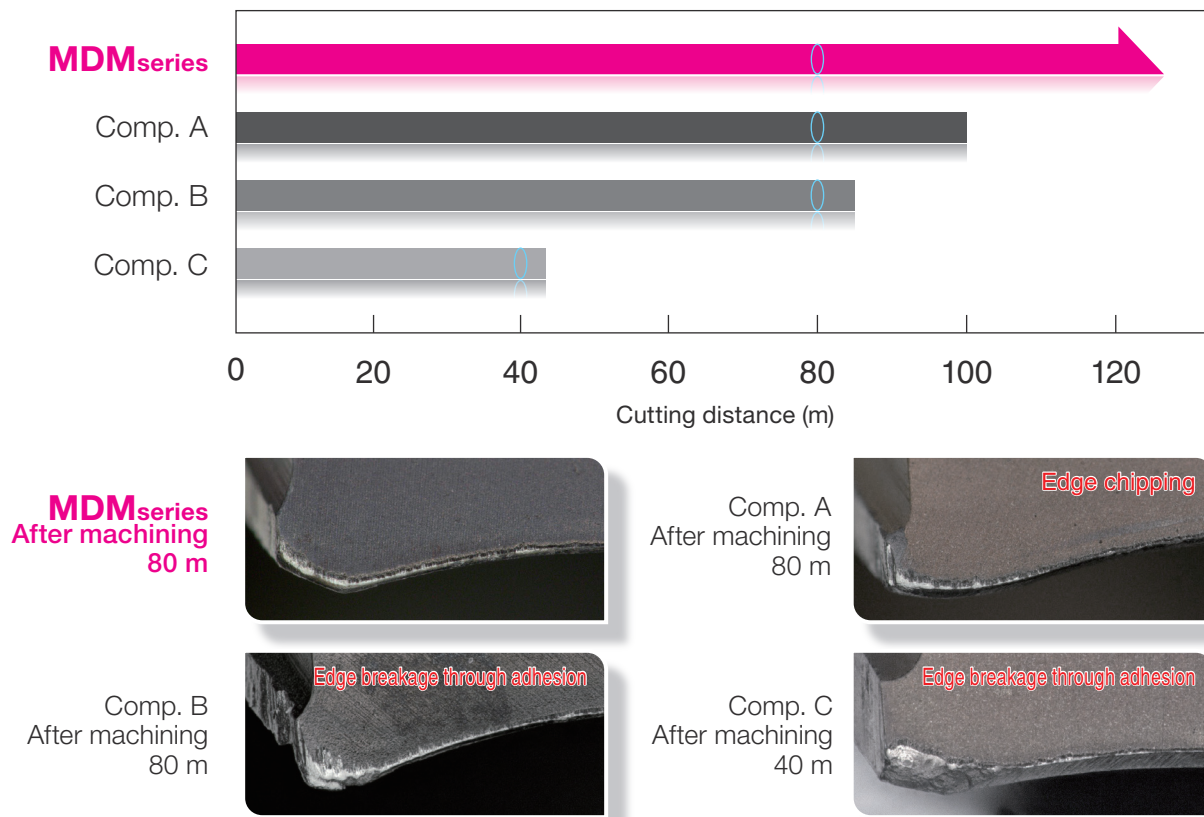 MDMseries
Comp. A
Comp. B
Comp. C
0 20 40 60 80 100 120
Cutting distance (m)
MDMseries
After machining
80 m
Comp. A
After machining
80 m
Edge chipping
Comp. B
After machining
80 m
Edge breakage through adhesion
Comp. C
After machining
40 m
Edge breakage through adhesion